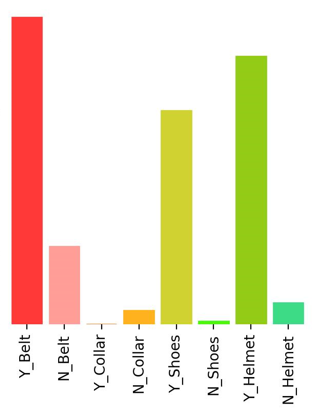 Y_Belt
N_Belt
Y_Collar
N_Collar
Y_Shoes
N_Shoes
Y_Helmet
N_Helmet